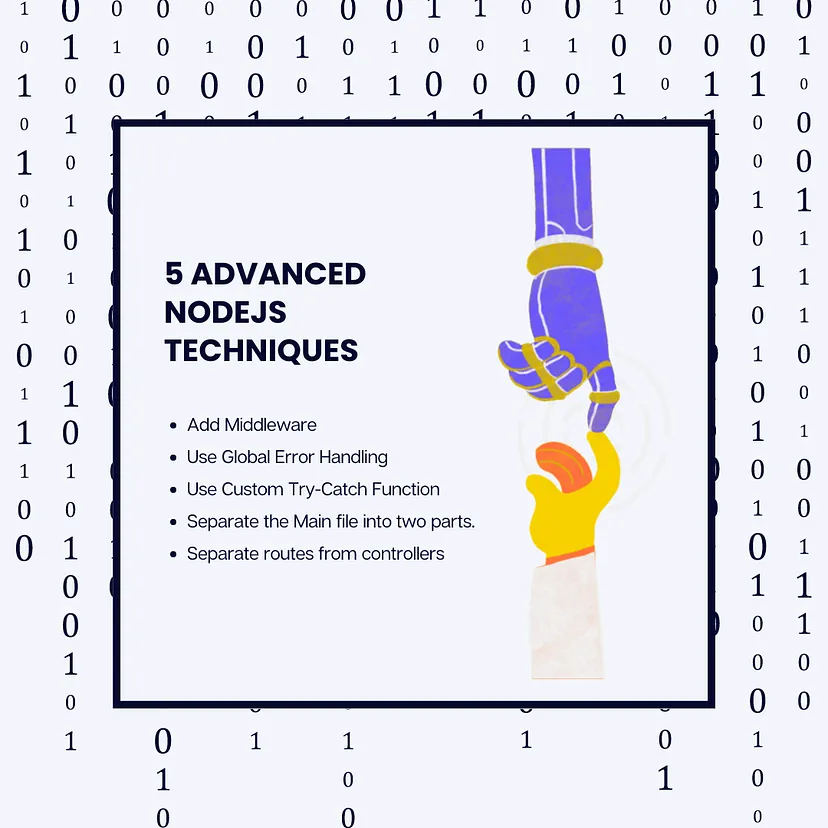 5 ADVANCED
NODEJS
TECHNIQUES
Add Middleware
Use Global Error Handling
Use Custom Try-Catch Function
Separate the Main file into two parts.
Separate routes from controllers